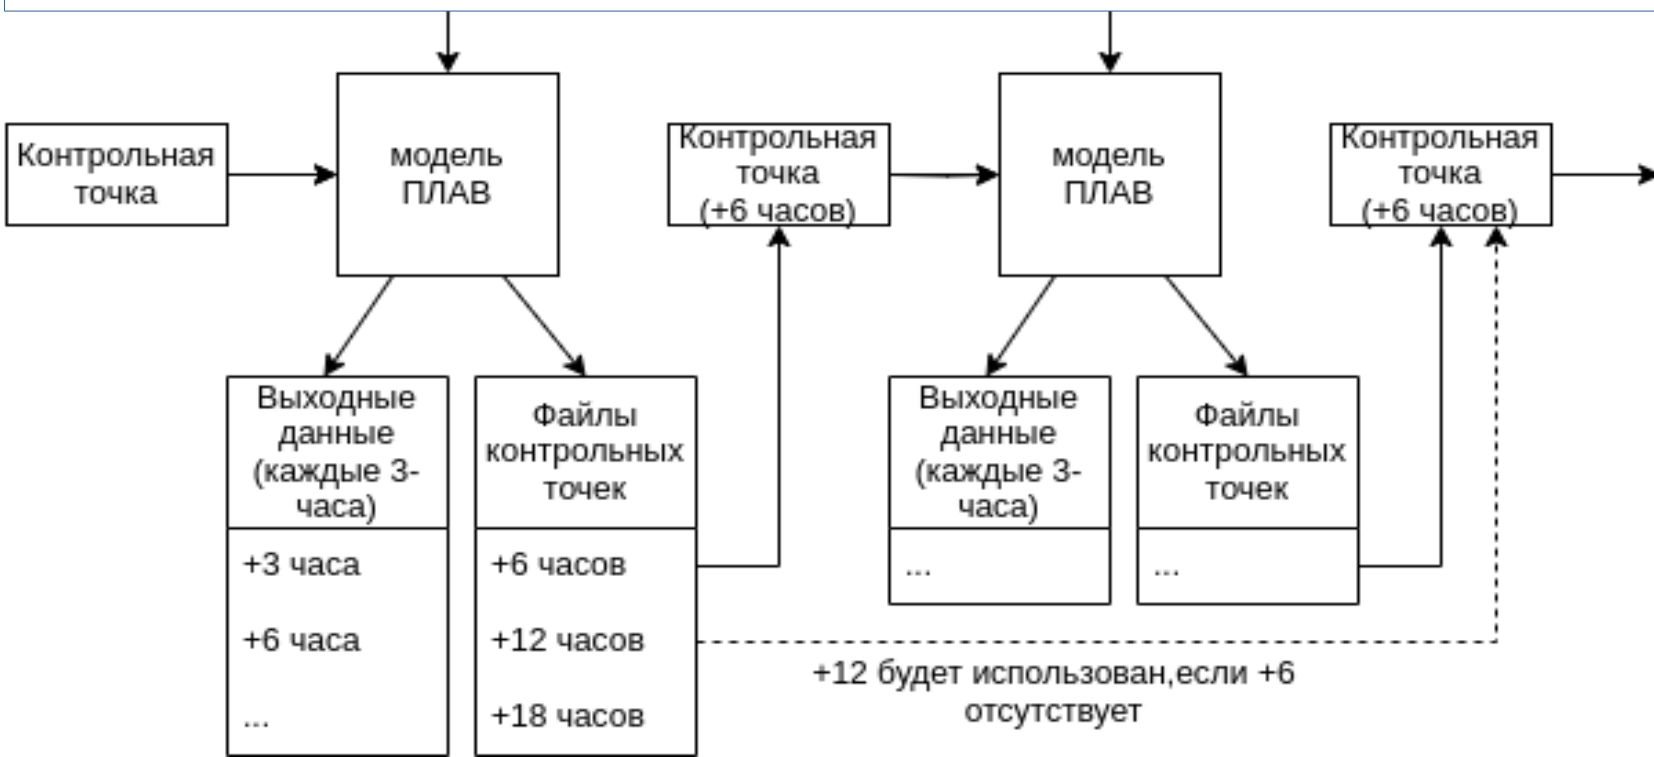 Контрольная
точка
модель
ПЛАВ
Контрольная
точка
(+6 часов)
модель
ПЛАВ
Контрольная
точка
(+6 часов)
Выходные
данные
(каждые 3-
часа)
+3 часа
+6 часа
...
Файлы
контрольных
точек
+6 часов
+12 часов
+18 часов
Выходные
данные
(каждые 3-
часа)
...
Файлы
контрольных
точек
...
+12 будет использован,если +6
отсутствует